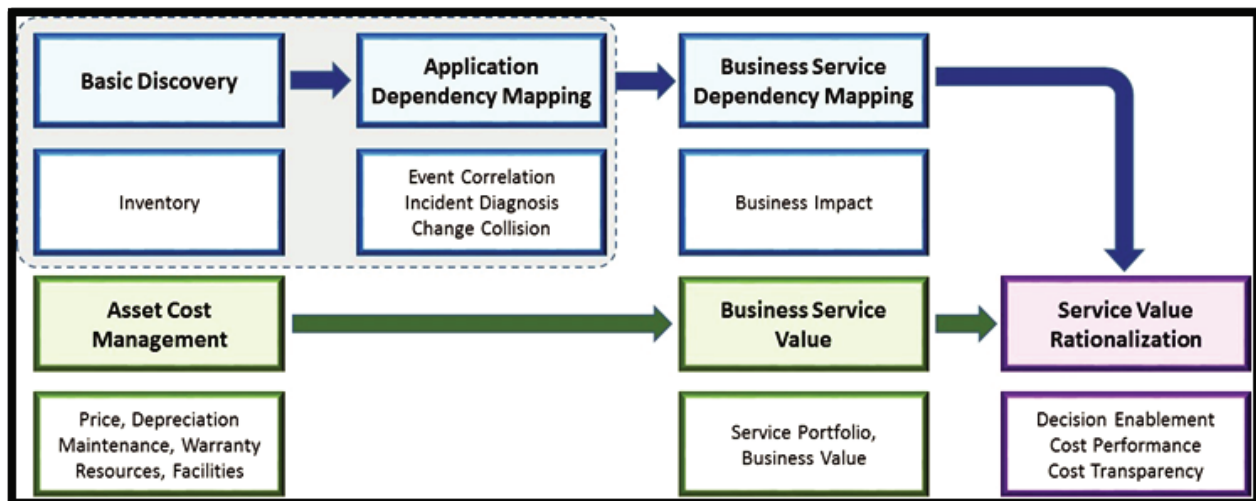 Basic Discovery
Application
Dependency Mapping
Business Service
Dependency Mapping
Inventory
Event Correlation
Incident Diagnosis
Change Collision
Business Impact
Asset Cost
Management
Business Service
Value
Service Value
Rationalization
Price, Depreciation
Maintenance, Warranty
Resources, Facilities
Service Portfolio,
Business Value
Decision Enablement
Cost Performance
Cost Transparency